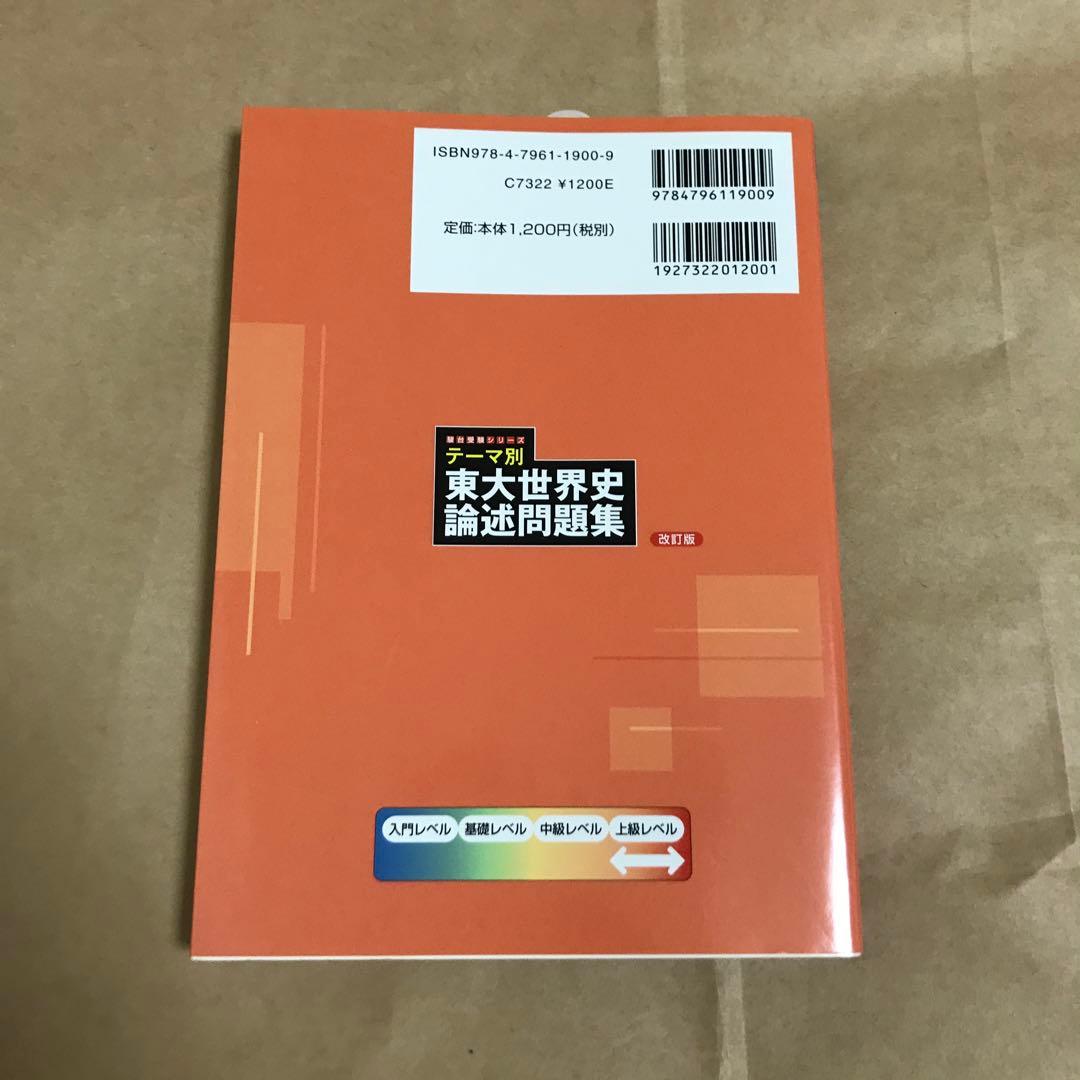 ISBN978-4-7961-1900-9
C7322 ¥1200E
定価:本体1,200円(税別)
9784796119009
1927322012001
駿台受験シリーズ
テーマ別
東大世界史
論述問題集
改訂版
入門レベル 基礎レベル 中級レベル 上級レベル